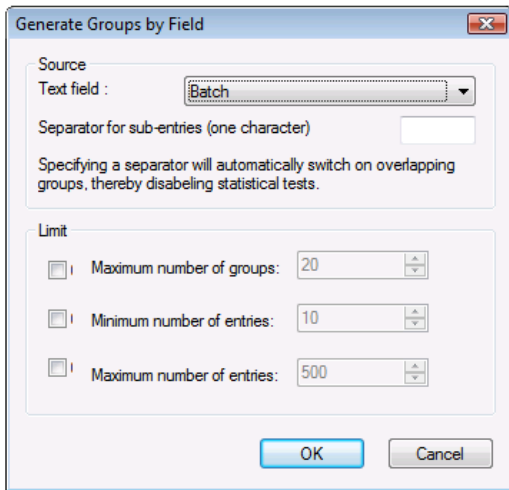 Generate Groups by Field
Source
Text field :
Batch
Separator for sub-entries (one character)
Specifying a separator will automatically switch on overlapping
groups, thereby disabeling statistical tests.
Limit
Maximum number of groups:
20
Minimum number of entries:
10
Maximum number of entries:
500
OK
Cancel